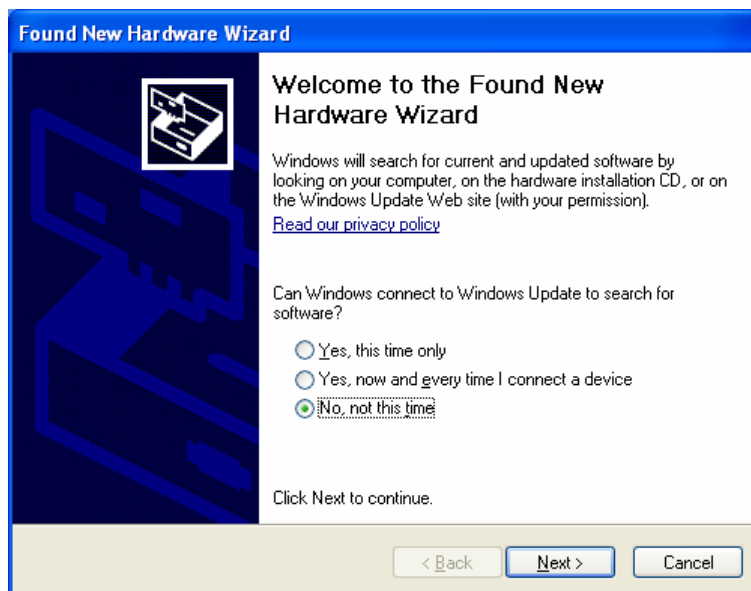 Found New Hardware Wizard
Welcome to the Found New
Hardware Wizard
Windows will search for current and updated software by
looking on your computer, on the hardware installation CD, or on
the Windows Update Web site (with your permission).
Read our privacy policy
Can Windows connect to Windows Update to search for
software?
Yes, this time only
Yes, now and every time I connect a device
No, not this time
Click Next to continue.
< Back Next > Cancel